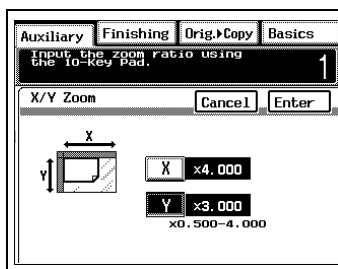 Auxiliary Finishing Orig.▸Copy Basics
Input the zoom ratio using
the 10-Key Pad.
1
X/Y Zoom Cancel Enter
X
Y
X x4.000
Y x3.000
x0.500-4.000